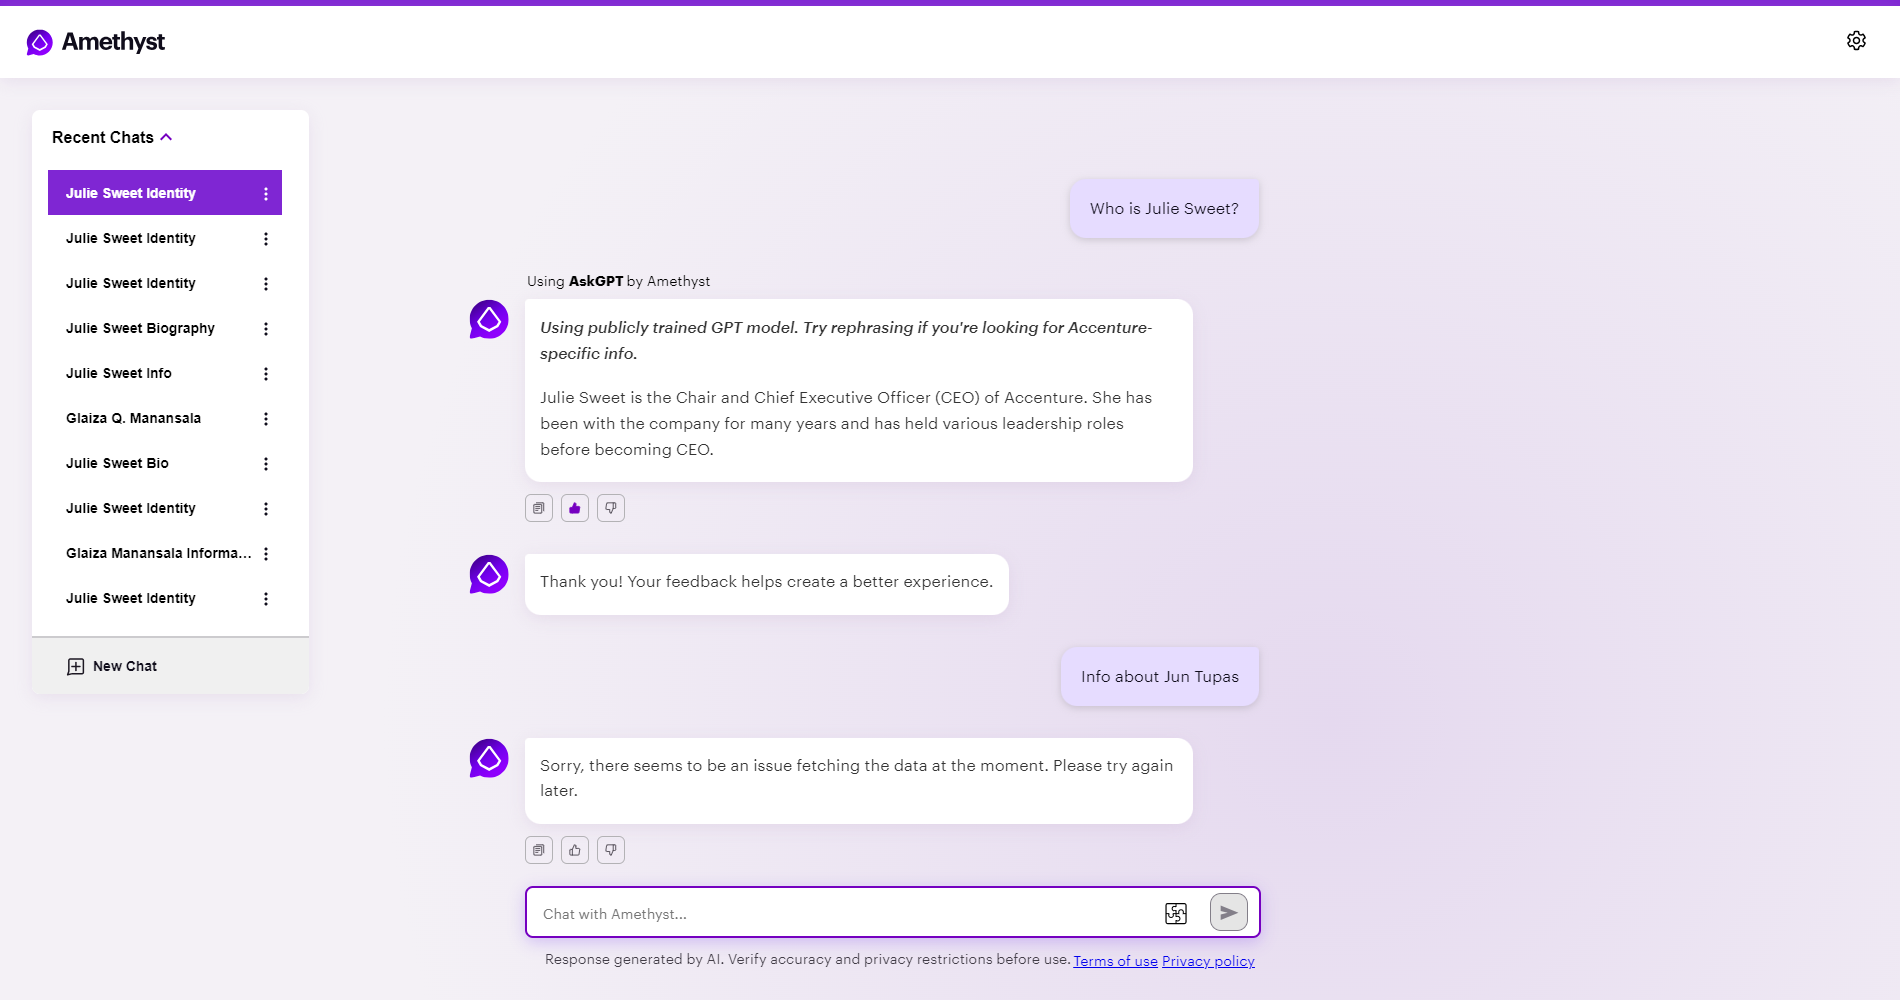 Amethyst
Recent Chats
Julie Sweet Identity
Julie Sweet Identity
Julie Sweet Identity
Julie Sweet Biography
Julie Sweet Info
Glaiza Q. Manansala
Julie Sweet Bio
Julie Sweet Identity
Glaiza Manansala Informa...
Julie Sweet Identity
New Chat
Who is Julie Sweet?
Using AskGPT by Amethyst
Using publicly trained GPT model. Try rephrasing if you're looking for Accenture-
specific info.
Julie Sweet is the Chair and Chief Executive Officer (CEO) of Accenture. She has
been with the company for many years and has held various leadership roles
before becoming CEO.
Thank you! Your feedback helps create a better experience.
Info about Jun Tupas
Sorry, there seems to be an issue fetching the data at the moment. Please try again
later.
Chat with Amethyst...
Response generated by AI. Verify accuracy and privacy restrictions before use. Terms of use Privacy policy